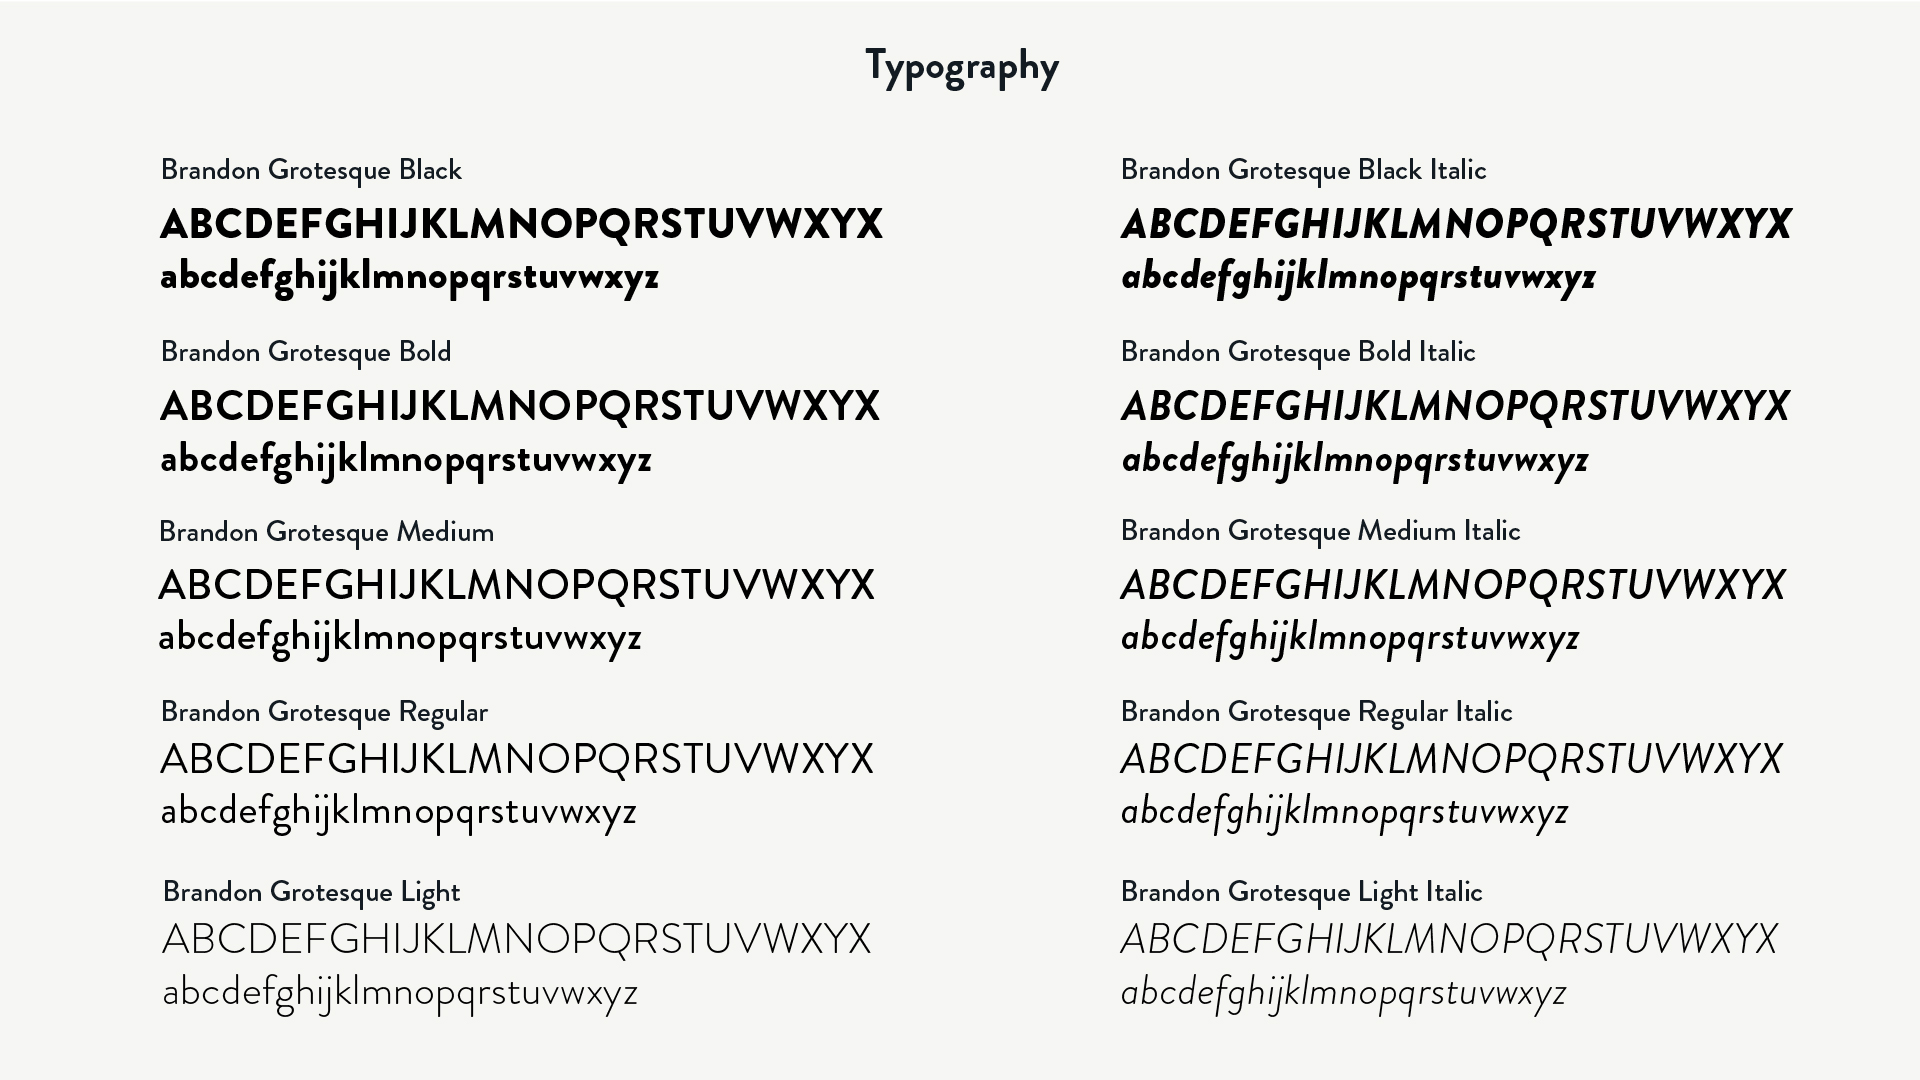 Typography
Brandon Grotesque Black
ABCDEFGHIJKLMNOPQRSTUVWXYX
abcdefghijklmnopqrstuvwxyz
Brandon Grotesque Bold
ABCDEFGHIJKLMNOPQRSTUVWXYX
abcdefghijklmnopqrstuvwxyz
Brandon Grotesque Medium
ABCDEFGHIJKLMNOPQRSTUVWXYX
abcdefghijklmnopqrstuvwxyz
Brandon Grotesque Regular
ABCDEFGHIJKLMNOPQRSTUVWXYX
abcdefghijklmnopqrstuvwxyz
Brandon Grotesque Light
ABCDEFGHIJKLMNOPQRSTUVWXYX
abcdefghijklmnopqrstuvwxyz
Brandon Grotesque Black Italic
ABCDEFGHIJKLMNOPQRSTUVWXYX
abcdefghijklmnopqrstuvwxyz
Brandon Grotesque Bold Italic
ABCDEFGHIJKLMNOPQRSTUVWXYX
abcdefghijklmnopqrstuvwxyz
Brandon Grotesque Medium Italic
ABCDEFGHIJKLMNOPQRSTUVWXYX
abcdefghijklmnopqrstuvwxyz
Brandon Grotesque Regular Italic
ABCDEFGHIJKLMNOPQRSTUVWXYX
abcdefghijklmnopqrstuvwxyz
Brandon Grotesque Light Italic
ABCDEFGHIJKLMNOPQRSTUVWXYX
abcdefghijklmnopqrstuvwxyz